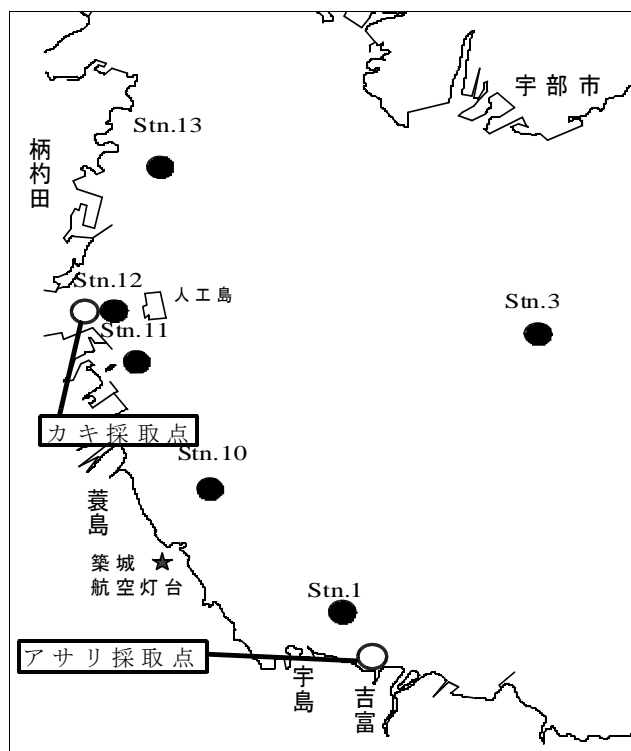 宇部市
Stn.13
柄杓田
Stn.12
人工島
Stn.3
Stn.11
カキ採取点
Stn.10
蓑島
築城
航空灯台
Stn.1
アサリ採取点
宇島
吉富